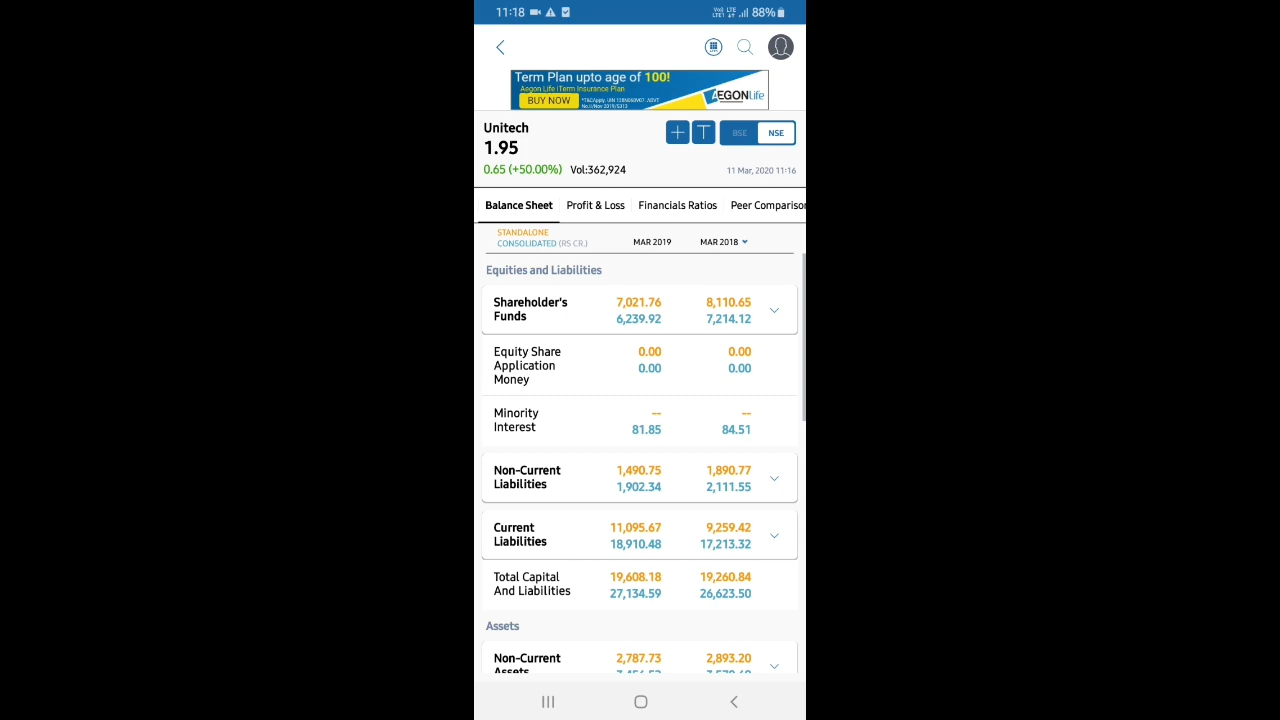 11:18 88%
Term Plan upto age of 100!
Aegon Life iTerm Insurance Plan
BUY NOW
AEGON Life
Unitech
1.95
0.65 (+50.00%) Vol:362,924
BSE NSE
11 Mar, 2020 11:16
Balance Sheet Profit & Loss Financials Ratios Peer Comparison
STANDALONE
CONSOLIDATED (RS CR.) MAR 2019 MAR 2018
Equities and Liabilities
Shareholder's 7,021.76 8,110.65
Funds 6,239.92 7,214.12
Equity Share 0.00 0.00
Application 0.00 0.00
Money
Minority -- --
Interest 81.85 84.51
Non-Current 1,490.75 1,890.77
Liabilities 1,902.34 2,111.55
Current 11,095.67 9,259.42
Liabilities 18,910.48 17,213.32
Total Capital 19,608.18 19,260.84
And Liabilities 27,134.59 26,623.50
Assets
Non-Current 2,787.73 2,893.20
Assets